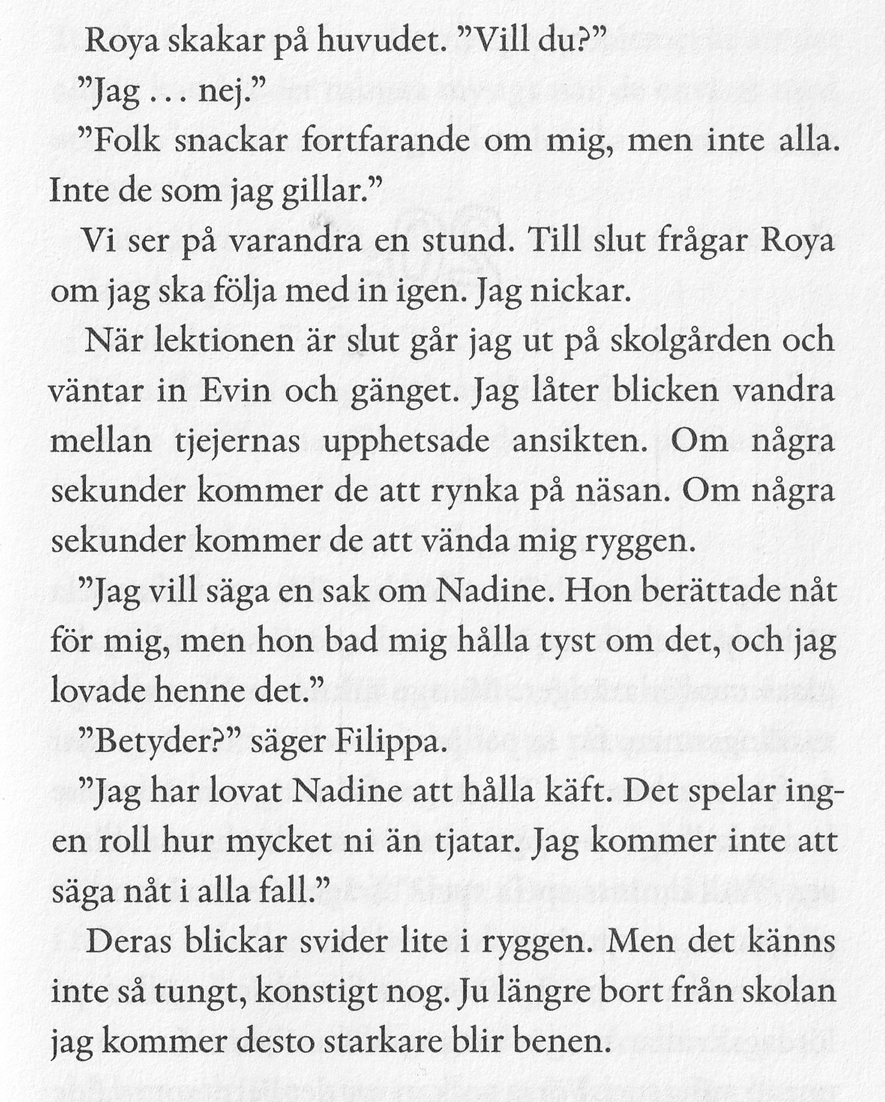 Roya skakar på huvudet. ”Vill du?”
”Jag … nej.”
”Folk snackar fortfarande om mig, men inte alla.
Inte de som jag gillar.”
Vi ser på varandra en stund. Till slut frågar Roya
om jag ska följa med in igen. Jag nickar.
När lektionen är slut går jag ut på skolgården och
väntar in Evin och gänget. Jag låter blicken vandra
mellan tjejernas upphetsade ansikten. Om några
sekunder kommer de att rynka på näsan. Om några
sekunder kommer de att vända mig ryggen.
”Jag vill säga en sak om Nadine. Hon berättade nåt
för mig, men hon bad mig hålla tyst om det, och jag
lovade henne det.”
”Betyder?” säger Filippa.
”Jag har lovat Nadine att hålla käft. Det spelar ing-
en roll hur mycket ni än tjatar. Jag kommer inte att
säga nåt i alla fall.”
Deras blickar svider lite i ryggen. Men det känns
inte så tungt, konstigt nog. Ju längre bort från skolan
jag kommer desto starkare blir benen.